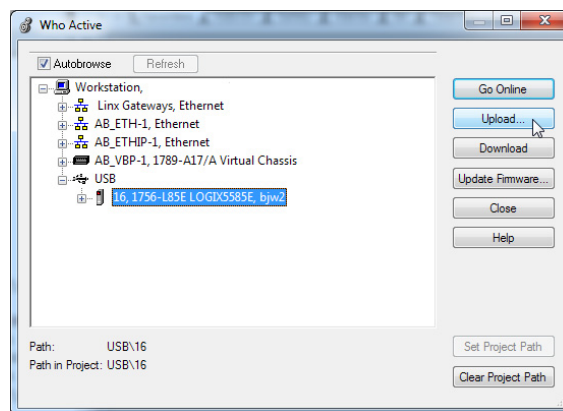 Who Active
Autobrowse Refresh
Workstation,
Linx Gateways, Ethernet
AB_ETH-1, Ethernet
AB_ETHIP-1, Ethernet
AB_VBP-1, 1789-A17/A Virtual Chassis
USB
16, 1756-L85E LOGIX5585E, bjw2
Go Online
Upload...
Download
Update Firmware...
Close
Help
Path: USB\16
Path in Project: USB\16
Set Project Path
Clear Project Path